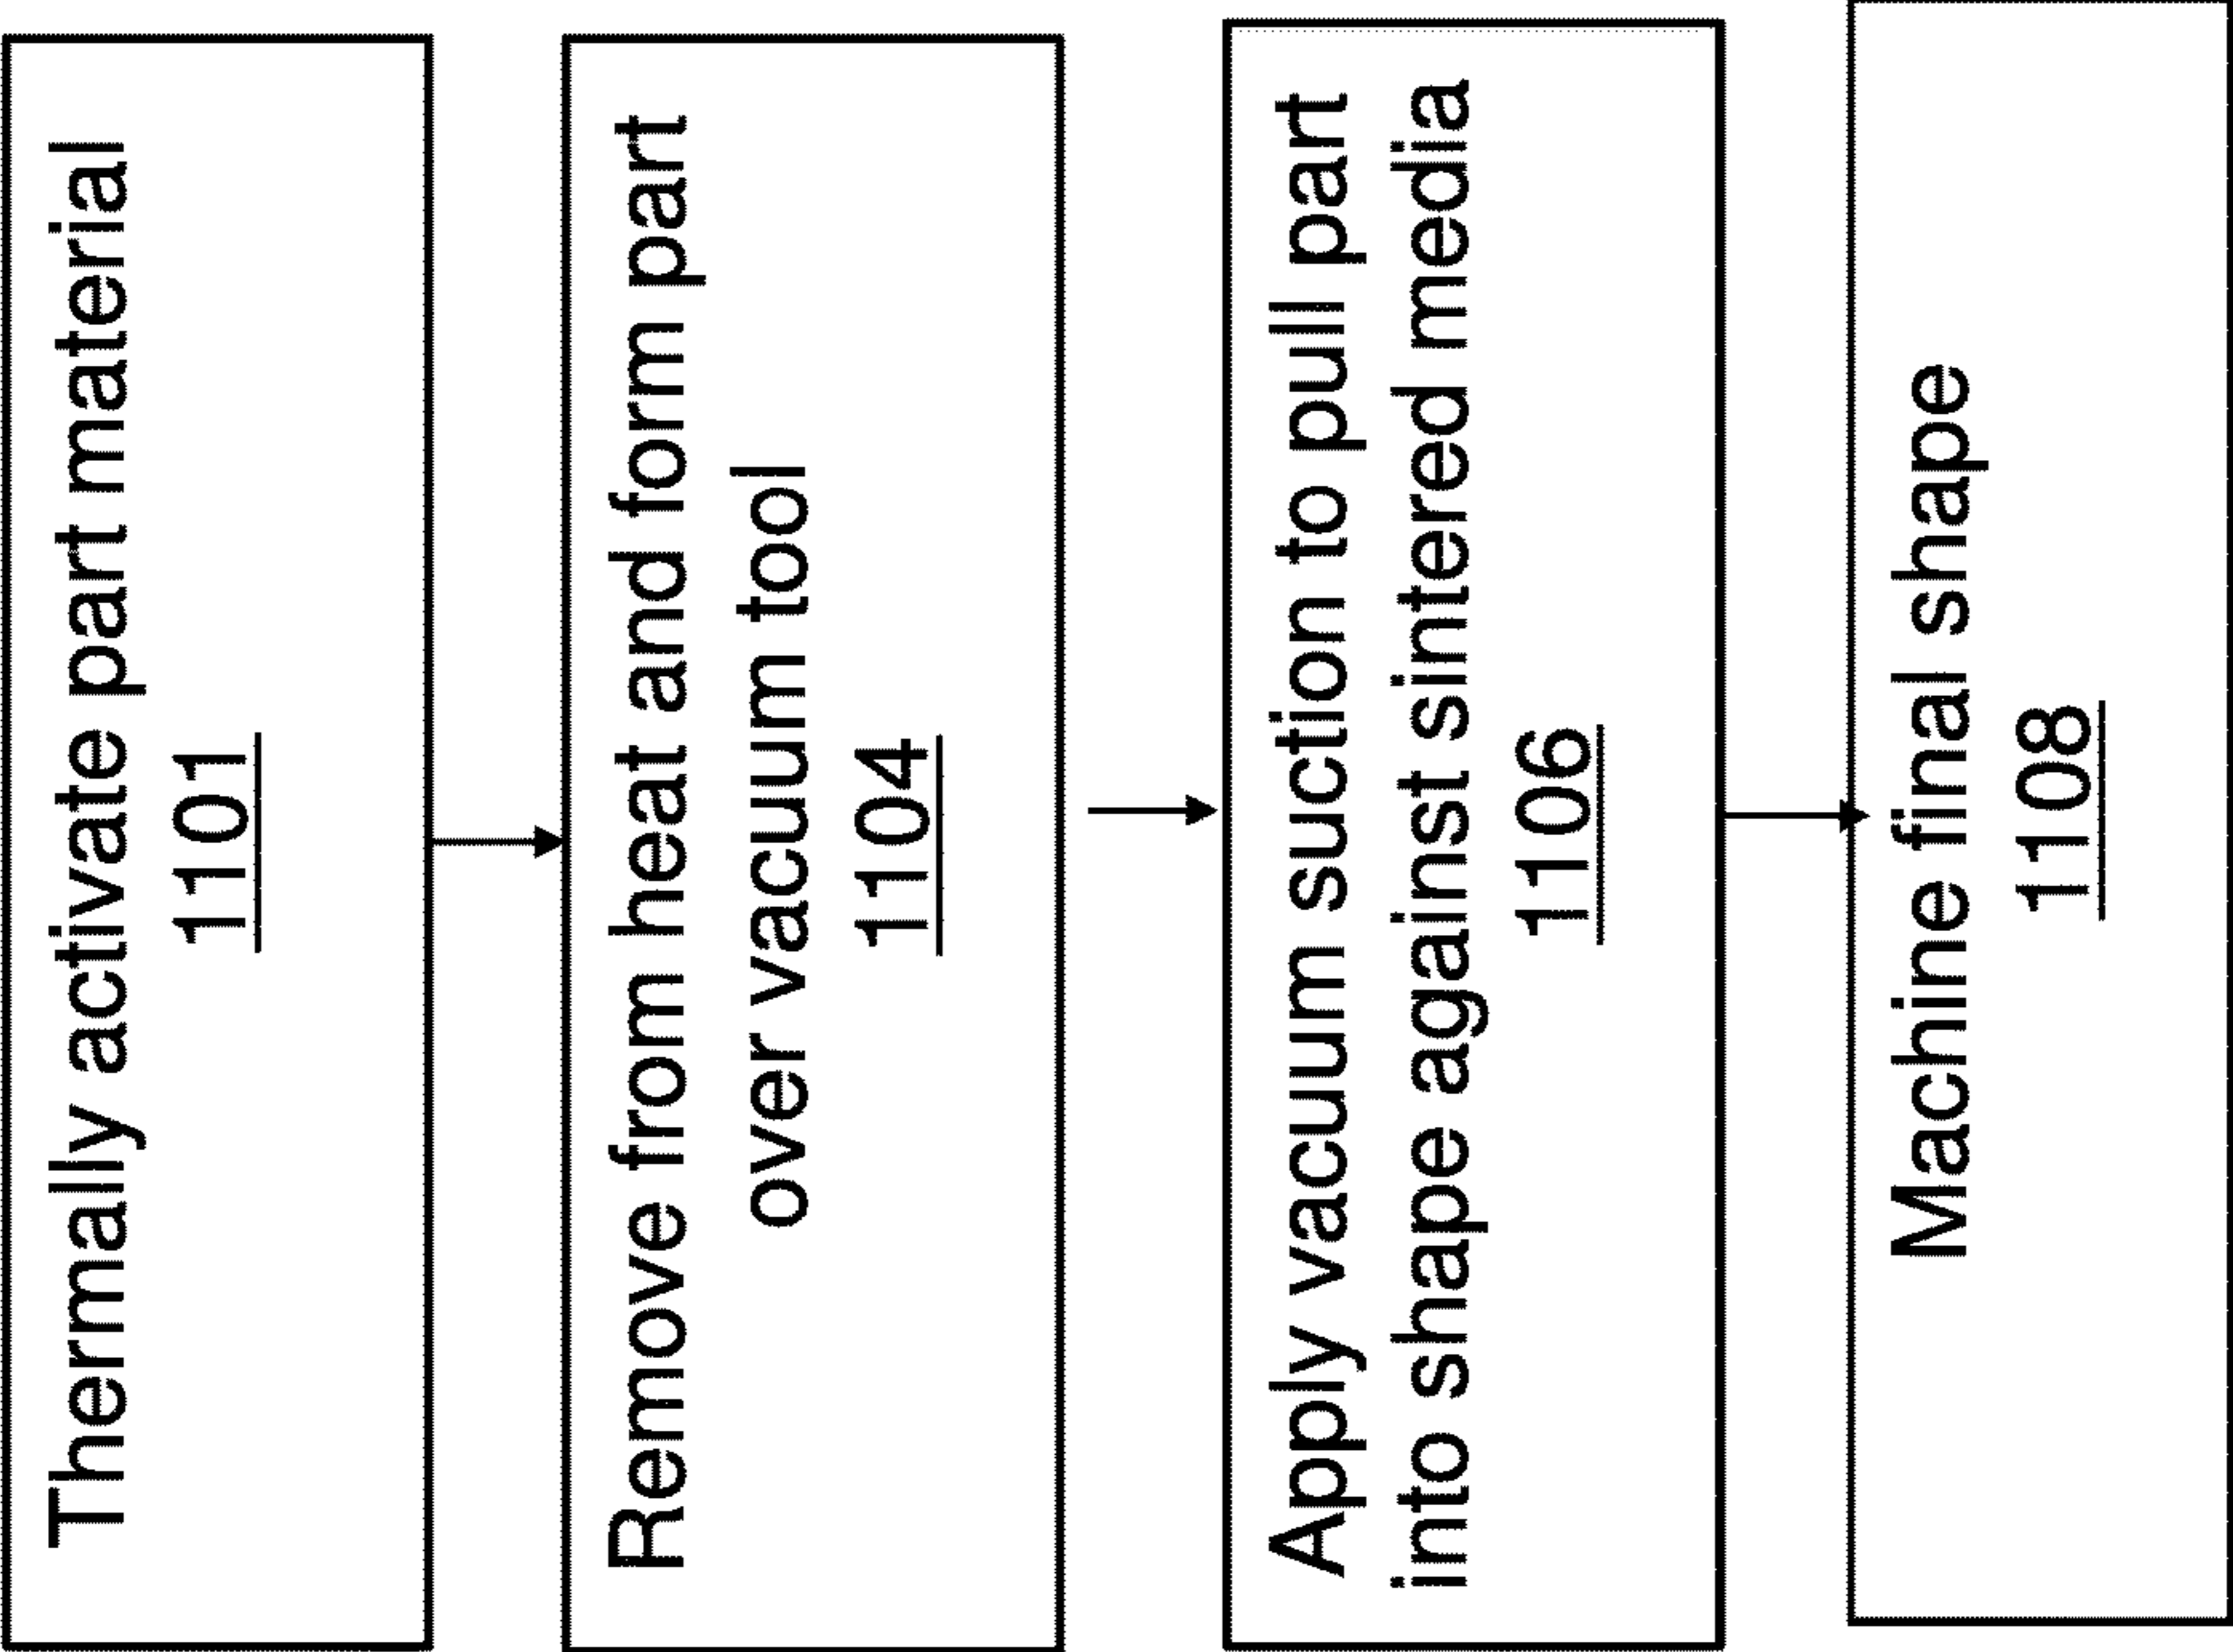 Thermally activate part material
1101
Remove from heat and form part
over vacuum tool
1104
Apply vacuum suction to pull part
into shape against sintered media
1106
Machine final shape
1108